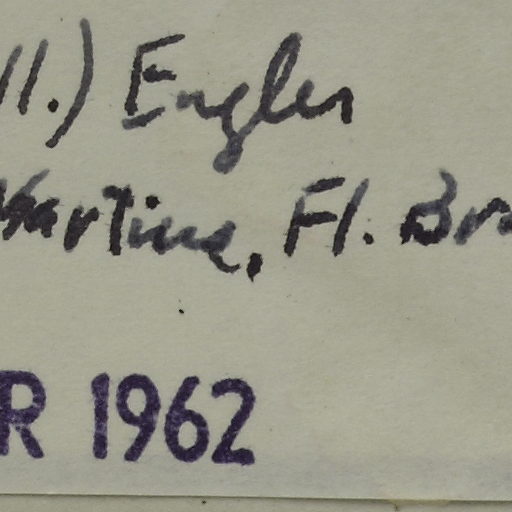 ll.) Engler
Martius, Fl. Br
R 1962